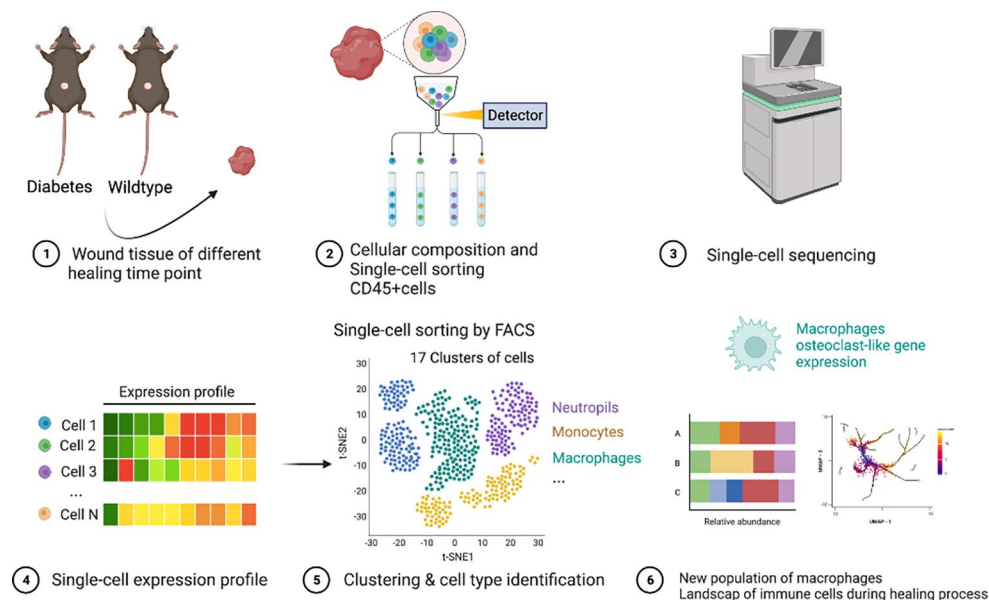 Diabetes Wildtype
1 Wound tissue of different
healing time point
Detector
2 Cellular composition and
Single-cell sorting
CD45+cells
3 Single-cell sequencing
Expression profile
Cell 1
Cell 2
Cell 3
...
Cell N
4 Single-cell expression profile
Single-cell sorting by FACS
17 Clusters of cells
t-SNE2
30
20
10
0
-10
-20
-30
-30 -20 -10 0 10 20 30
t-SNE1
Neutropils
Monocytes
Macrophages
...
5 Clustering & cell type identification
Macrophages
osteoclast-like gene
expression
A
B
C
Relative abundance
UMAP - 2
UMAP - 1
6 New population of macrophages
Landscap of immune cells during healing process